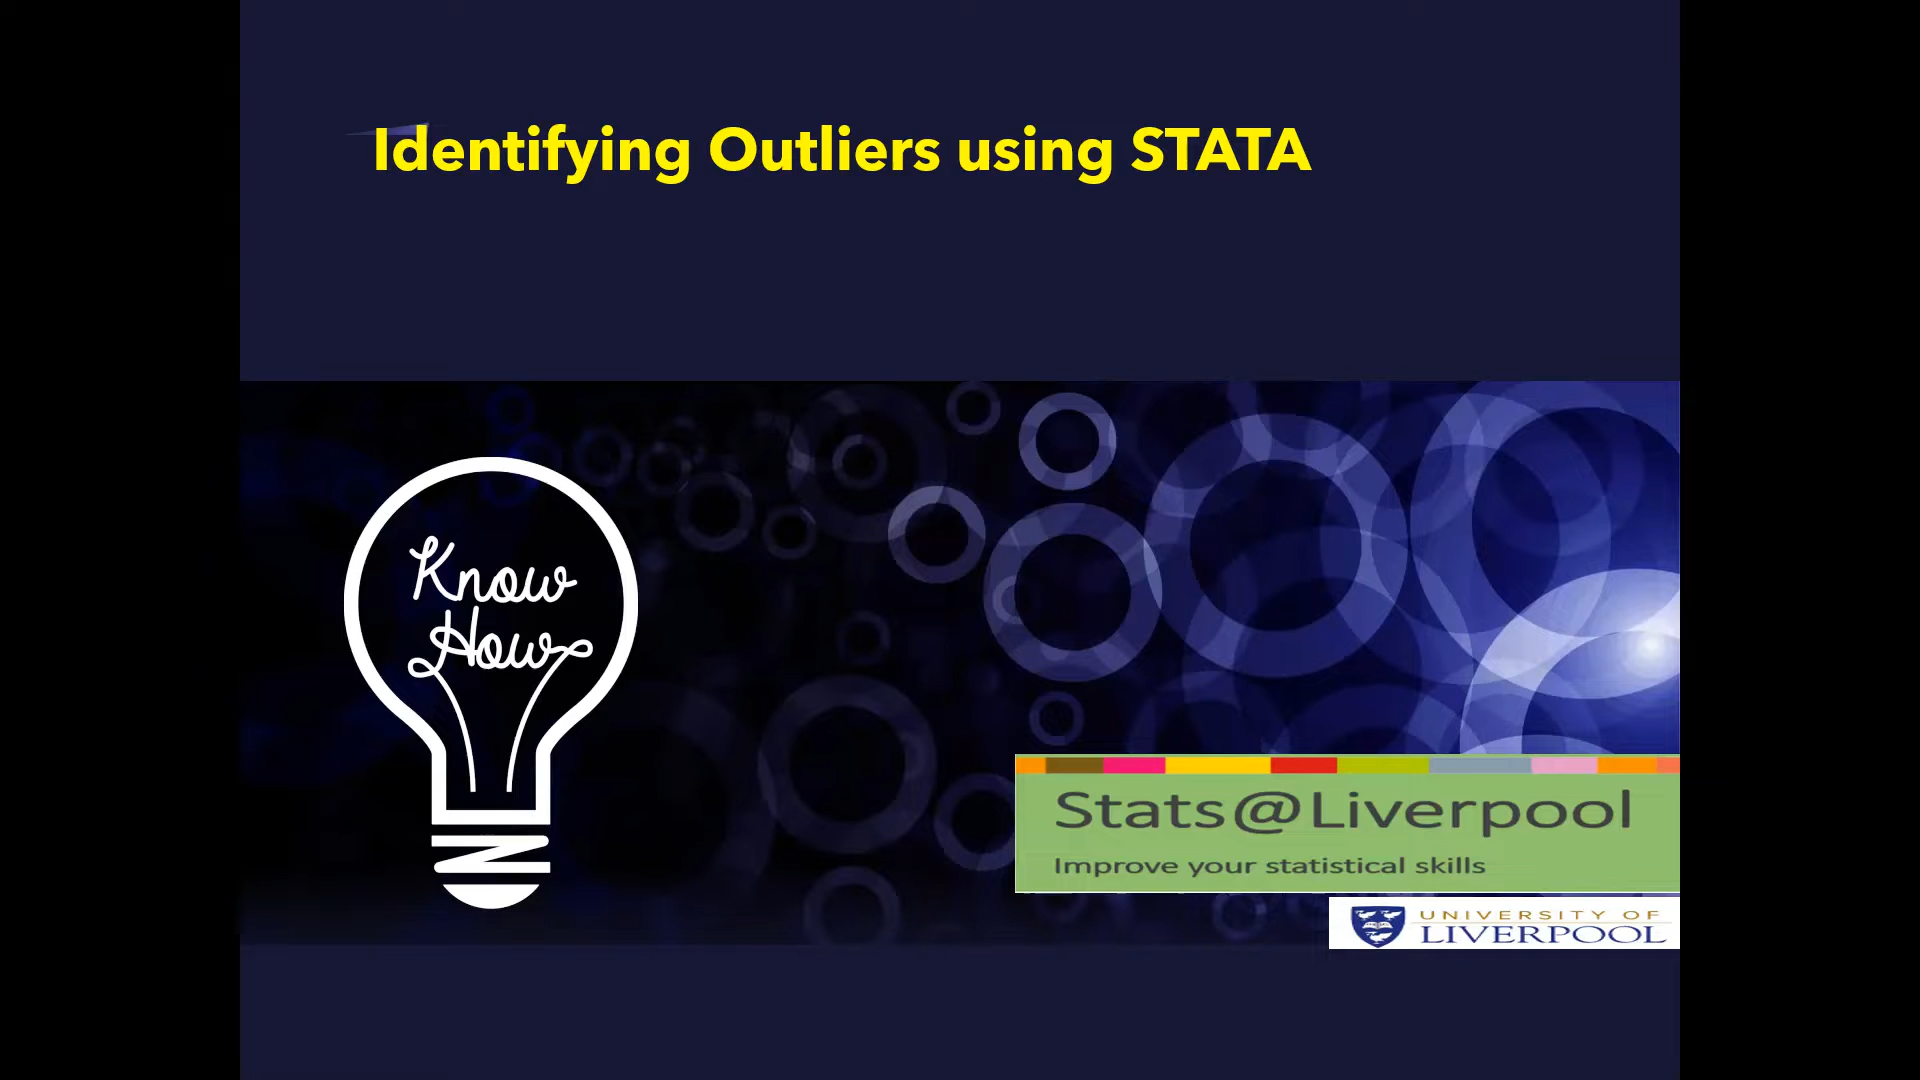 Identifying Outliers using STATA
Know
How
Stats@Liverpool
Improve your statistical skills
UNIVERSITY OF
LIVERPOOL